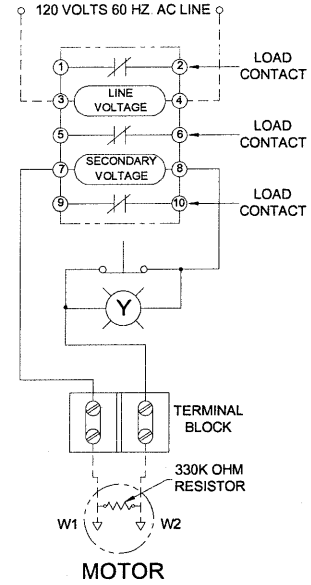 120 VOLTS 60 HZ. AC LINE
1
2
LOAD
CONTACT
3
LINE
VOLTAGE
4
5
6
LOAD
CONTACT
7
SECONDARY
VOLTAGE
8
9
10
LOAD
CONTACT
Y
TERMINAL
BLOCK
330K OHM
RESISTOR
W1
W2
MOTOR